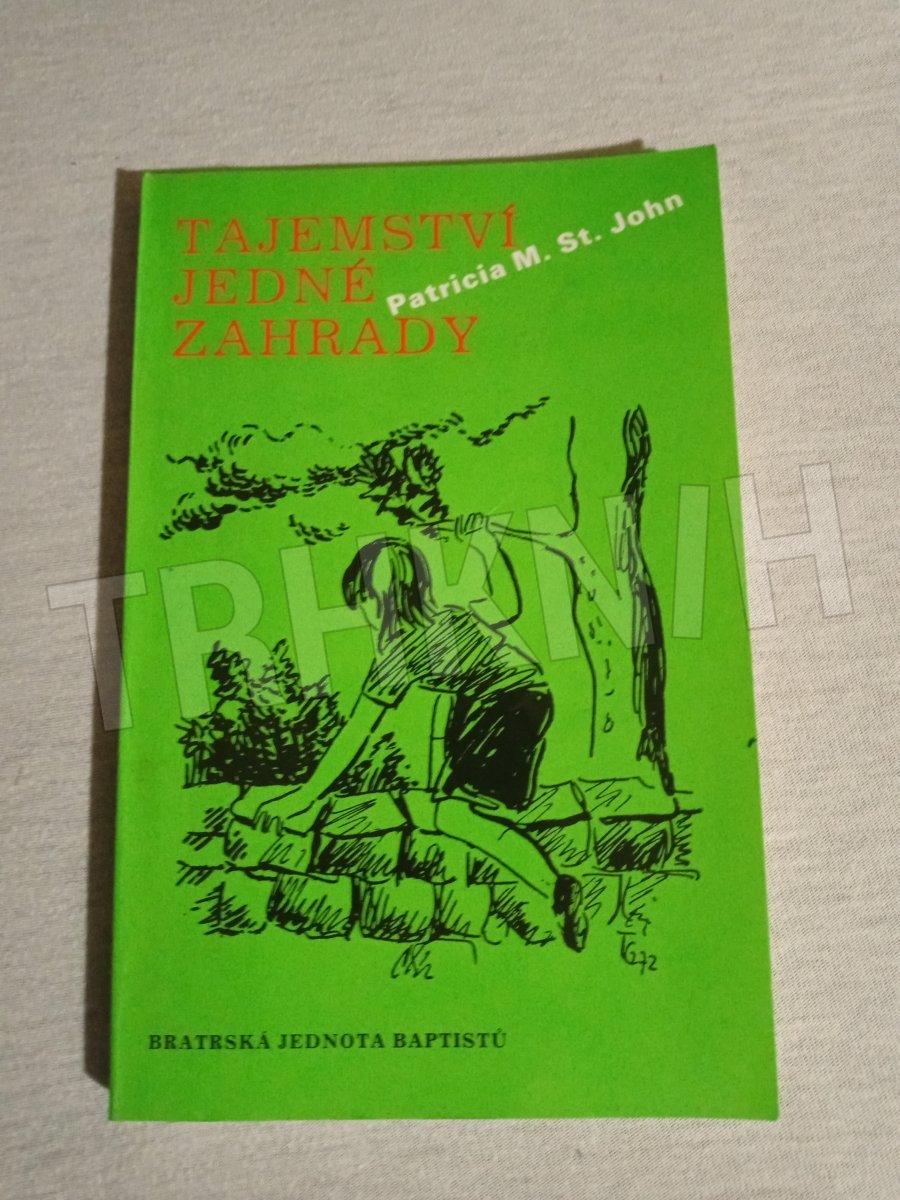 TAJEMSTVÍ
JEDNÉ
ZAHRADY
Patricia M. St. John
TRHKNIH
BRATRSKÁ JEDNOTA BAPTISTŮ